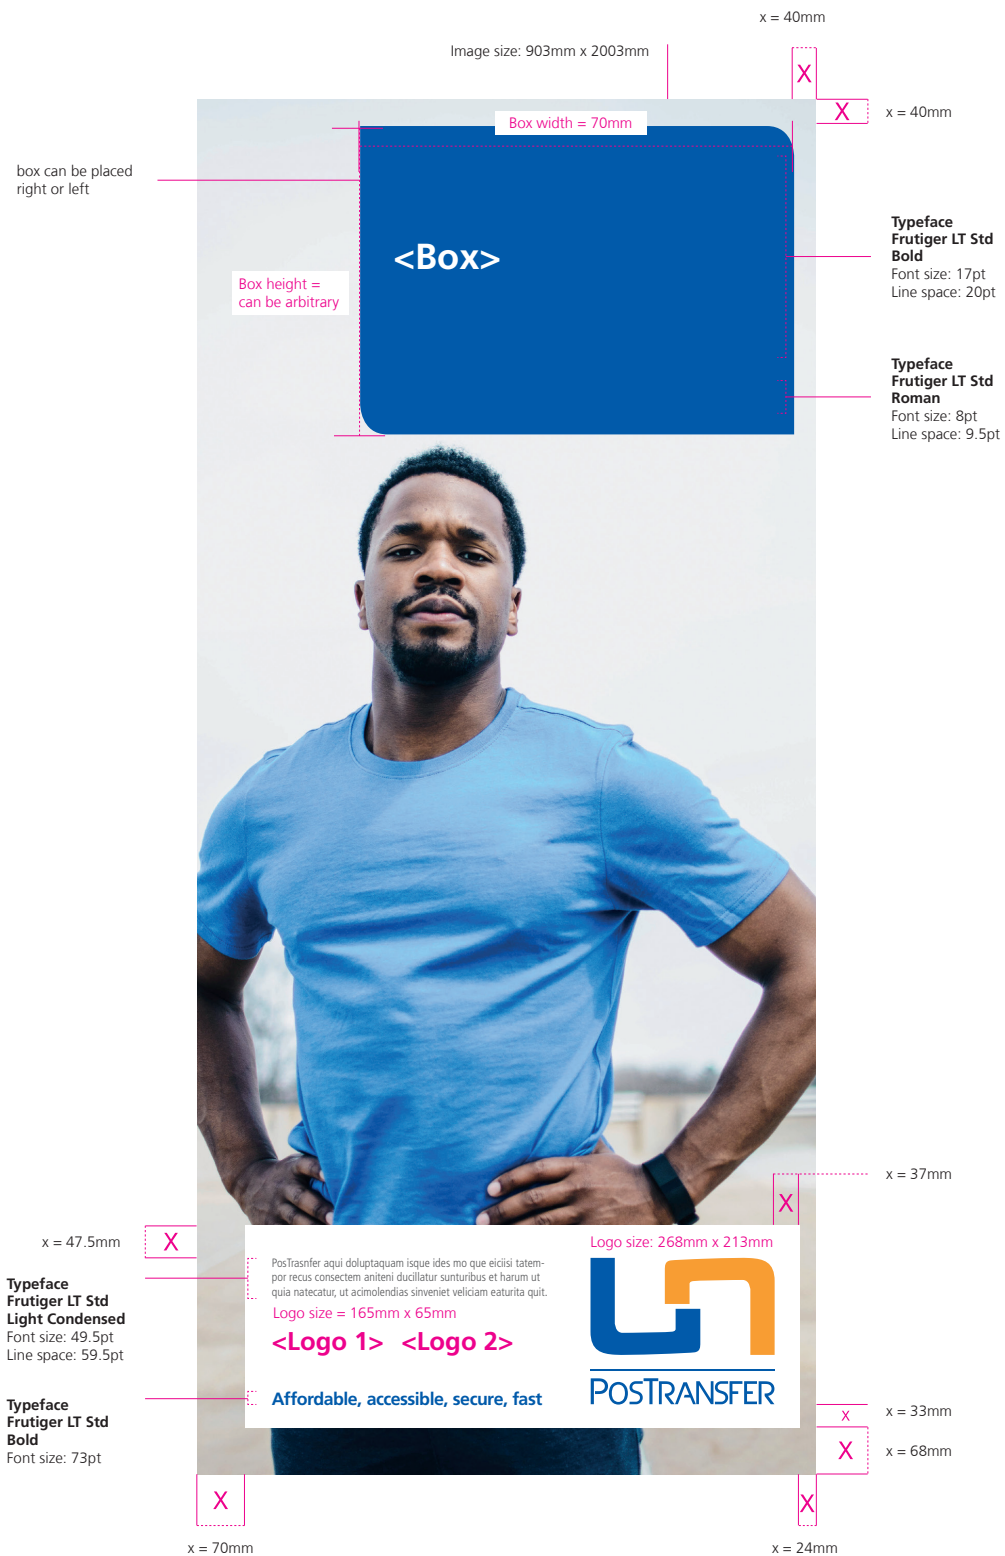 x = 40mm
Image size: 903mm x 2003mm
X
X
x = 40mm
Box width = 70mm
box can be placed
right or left
<Box>
Typeface
Frutiger LT Std
Bold
Font size: 17pt
Line space: 20pt
Box height =
can be arbitrary
Typeface
Frutiger LT Std
Roman
Font size: 8pt
Line space: 9.5pt
x = 37mm
X
x = 47.5mm
X
Logo size: 268mm x 213mm
PosTrasnfer aqui doluptaquam isque ides mo que eiciisi tatem-
por recus consectem aniteni ducillatur sunturibus et harum ut
quia natecatur, ut acimolendias sinveniet veliciam eaturita quit.
Typeface
Frutiger LT Std
Light Condensed
Font size: 49.5pt
Line space: 59.5pt
Logo size = 165mm x 65mm
<Logo 1> <Logo 2>
POSTRANSFER
Affordable, accessible, secure, fast
Typeface
Frutiger LT Std
Bold
Font size: 73pt
X
x = 33mm
X
x = 68mm
X
X
x = 70mm
x = 24mm